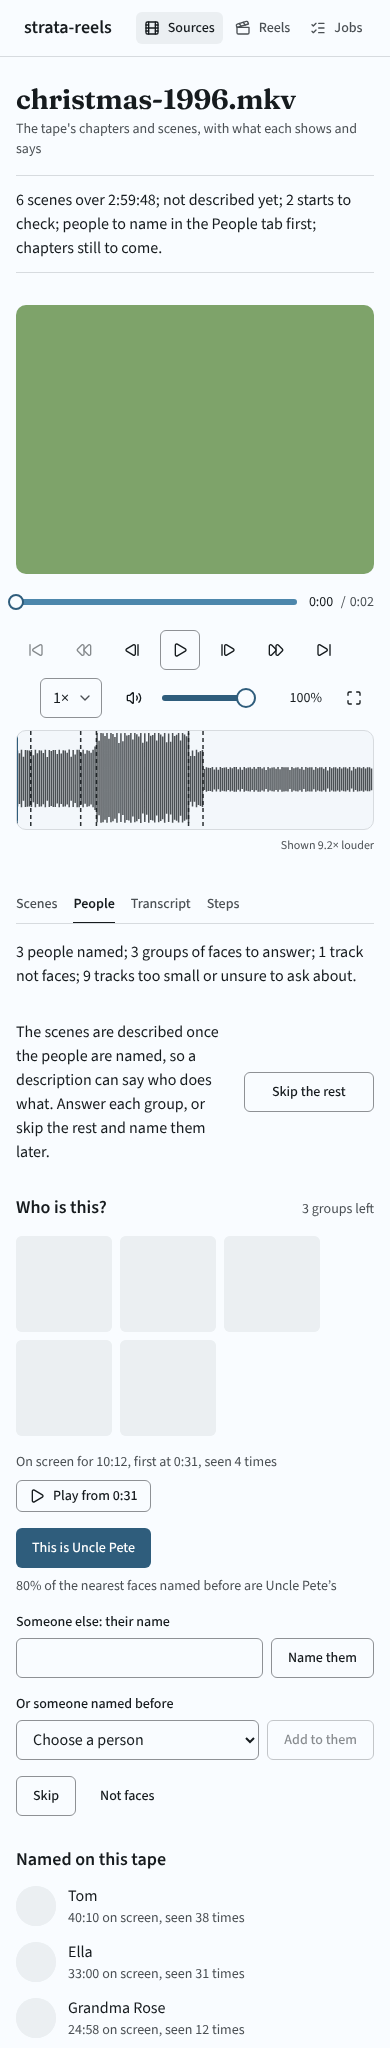 strata-reels
Sources
Reels
Jobs
christmas-1996.mkv
The tape's chapters and scenes, with what each shows and
says
6 scenes over 2:59:48; not described yet; 2 starts to
check; people to name in the People tab first;
chapters still to come.
0:00 / 0:02
1×
100%
Shown 9.2× louder
Scenes
People
Transcript
Steps
3 people named; 3 groups of faces to answer; 1 track
not faces; 9 tracks too small or unsure to ask about.
The scenes are described once
the people are named, so a
description can say who does
what. Answer each group, or
skip the rest and name them
later.
Skip the rest
Who is this?
3 groups left
On screen for 10:12, first at 0:31, seen 4 times
Play from 0:31
This is Uncle Pete
80% of the nearest faces named before are Uncle Pete’s
Someone else: their name
Name them
Or someone named before
Choose a person
Add to them
Skip
Not faces
Named on this tape
Tom
40:10 on screen, seen 38 times
Ella
33:00 on screen, seen 31 times
Grandma Rose
24:58 on screen, seen 12 times